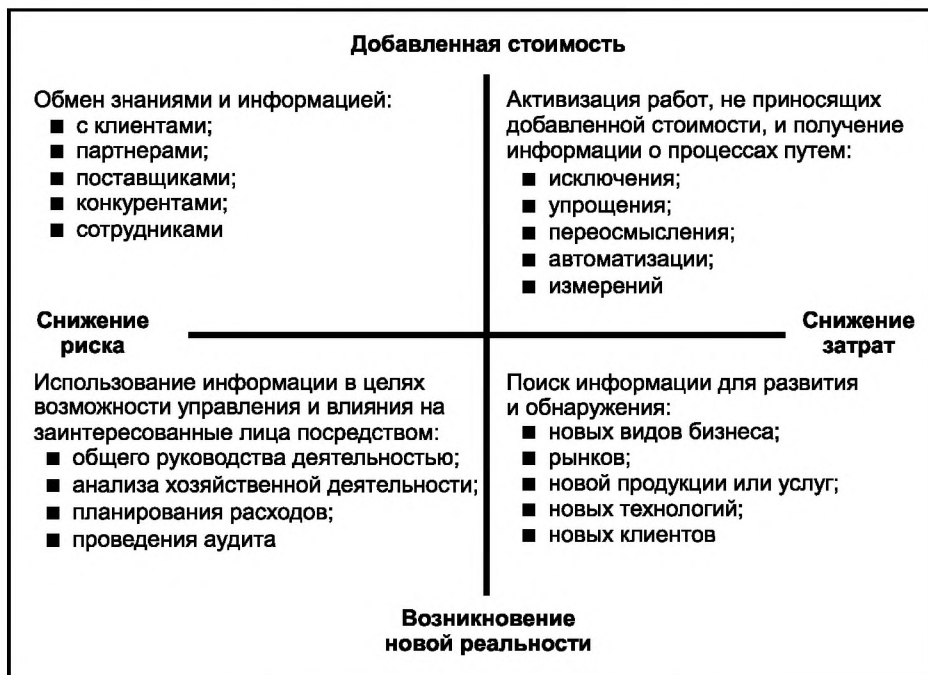 Добавленная стоимость
Обмен знаниями и информацией:
■ с клиентами;
■ партнерами;
■ поставщиками;
■ конкурентами;
■ сотрудниками
Активизация работ, не приносящих
добавленной стоимости, и получение
информации о процессах путем:
■ исключения;
■ упрощения;
■ переосмысления;
■ автоматизации;
■ измерений
Снижение
риска
Снижение
затрат
Использование информации в целях
возможности управления и влияния на
заинтересованные лица посредством:
■ общего руководства деятельностью;
■ анализа хозяйственной деятельности;
■ планирования расходов;
■ проведения аудита
Поиск информации для развития
и обнаружения:
■ новых видов бизнеса;
■ рынков;
■ новой продукции или услуг;
■ новых технологий;
■ новых клиентов
Возникновение
новой реальности